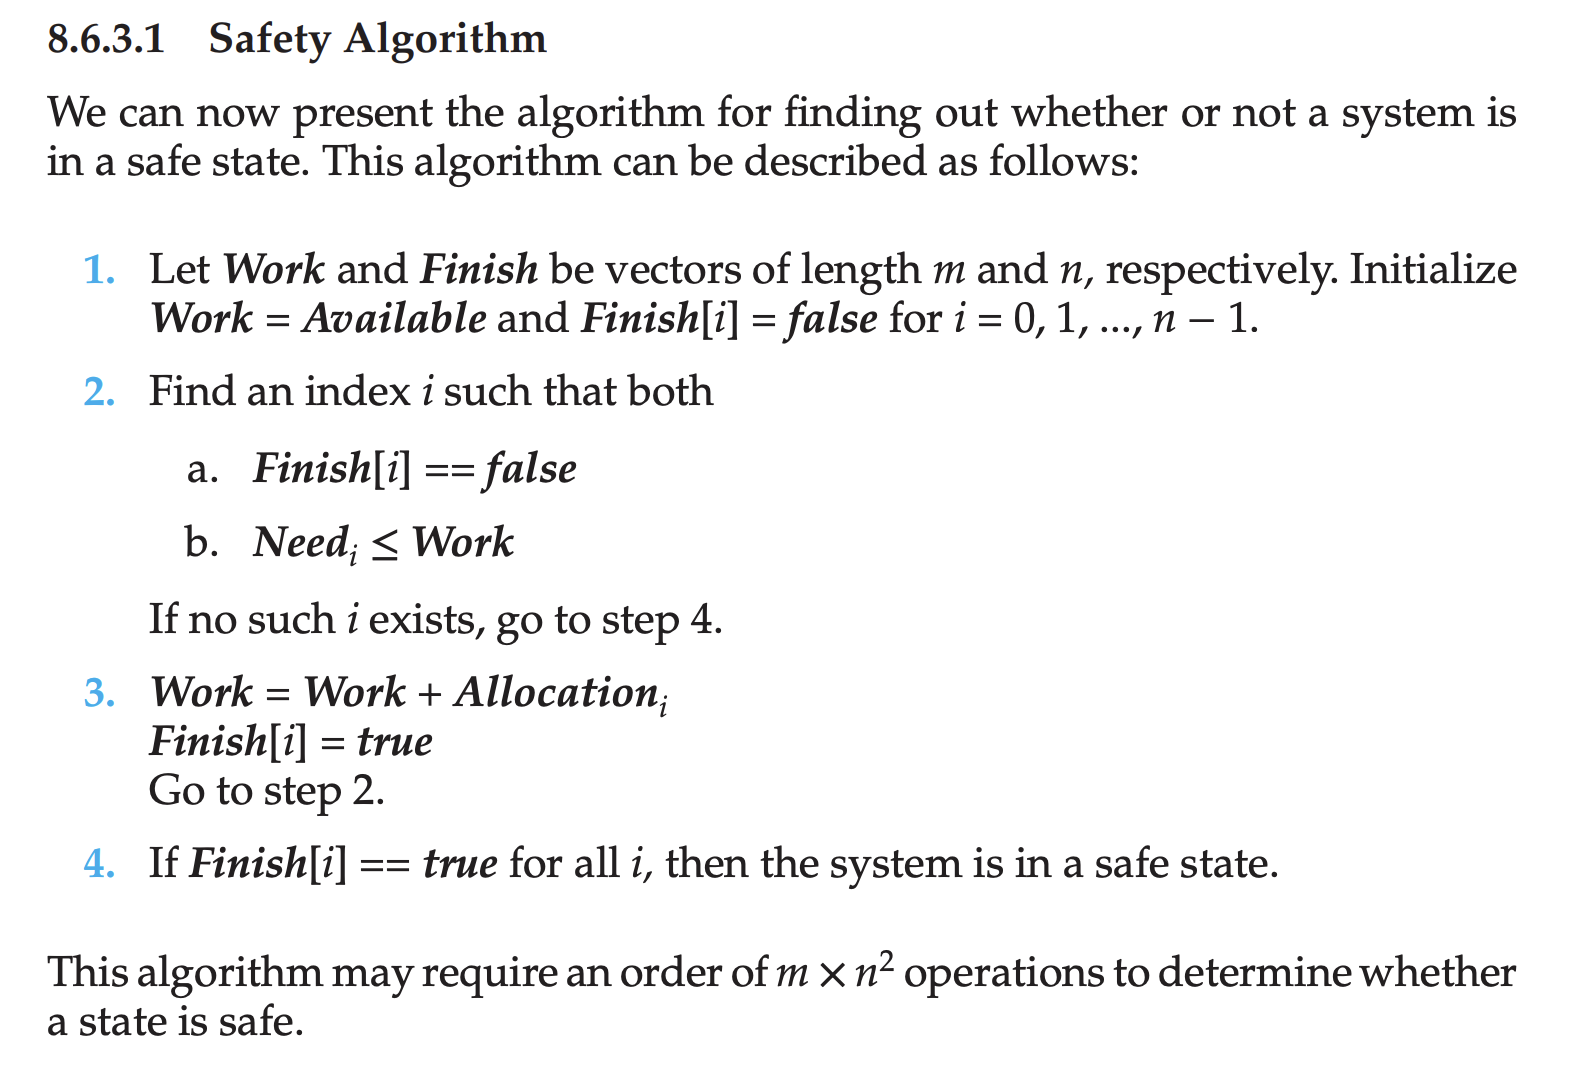 8.6.3.1 Safety Algorithm
We can now present the algorithm for finding out whether or not a system is
in a safe state. This algorithm can be described as follows:
1. Let Work and Finish be vectors of length m and n, respectively. Initialize
Work = Available and Finish[i] = false for i = 0, 1, ..., n − 1.
2. Find an index i such that both
a. Finish[i] == false
b. Needᵢ ≤ Work
If no such i exists, go to step 4.
3. Work = Work + Allocationᵢ
Finish[i] = true
Go to step 2.
4. If Finish[i] == true for all i, then the system is in a safe state.
This algorithm may require an order of m × n² operations to determine whether
a state is safe.